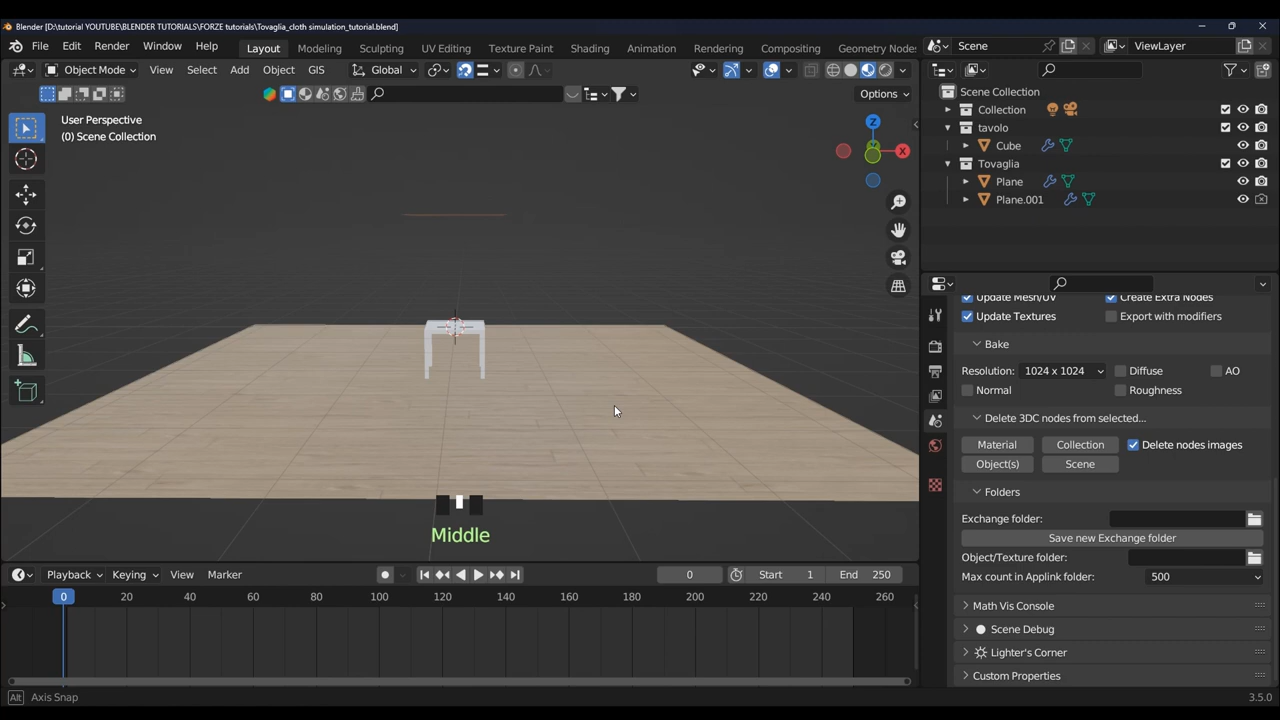 Blender [D:\tutorial YOUTUBE\BLENDER TUTORIALS\FORZE tutorials\Tovaglia_cloth simulation_tutorial.blend]
File Edit Render Window Help Layout Modeling Sculpting UV Editing Texture Paint Shading Animation Rendering Compositing Geometry Nodes Scene ViewLayer
Object Mode View Select Add Object GIS Global
Options
User Perspective
(0) Scene Collection
Z
X
Scene Collection
Collection
tavolo
Cube
Tovaglia
Plane
Plane.001
Update Mesh/UV Create Extra Nodes
Update Textures Export with modifiers
Bake
Resolution: 1024 x 1024 Diffuse AO
Normal Roughness
Delete 3DC nodes from selected...
Material Collection Delete nodes images
Object(s) Scene
Folders
Exchange folder:
Save new Exchange folder
Object/Texture folder:
Max count in Applink folder: 500
Math Vis Console
Scene Debug
Lighter's Corner
Custom Properties
Middle
Playback Keying View Marker 0 Start 1 End 250
0 20 40 60 80 100 120 140 160 180 200 220 240 260
Alt Axis Snap 3.5.0